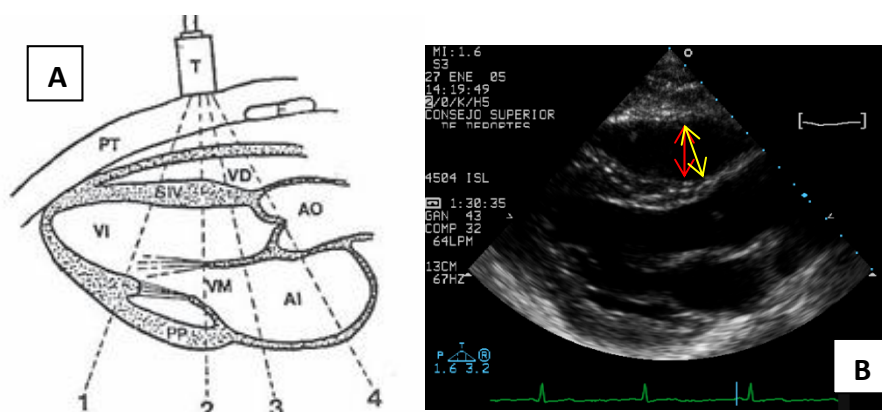 A
T
PT
VD
SIV
AO
VI
VM
AI
PP
1
2
3
4
MI:1.6
S3
27 ENE 05
14:19:49
2/0/K/H5
CONSEJO SUPERIOR
DE DEPORTES
4504 ISL
1:30:35
GAN 43
COMP 32
64LPM
13CM
67HZ
P T R
1.6 3.2
B